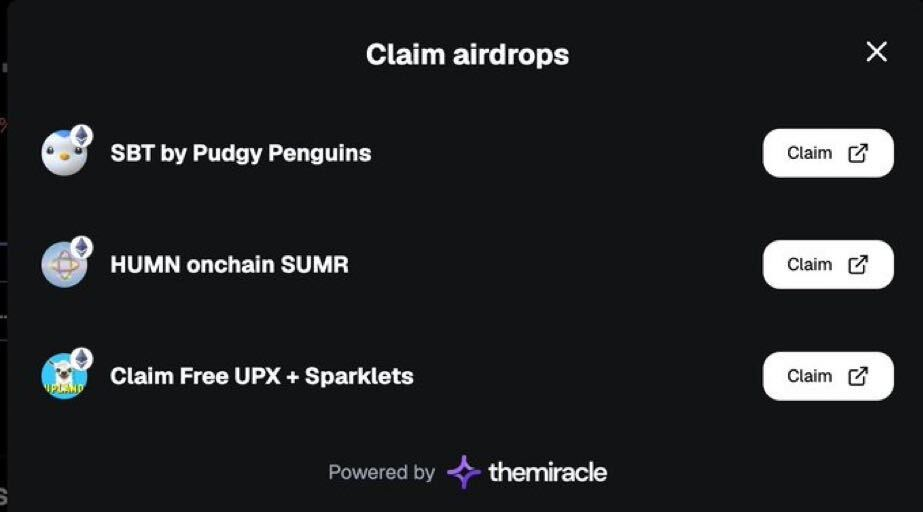 Claim airdrops
SBT by Pudgy Penguins
Claim
HUMN onchain SUMR
Claim
UPLAND
Claim Free UPX + Sparklets
Claim
Powered by themiracle